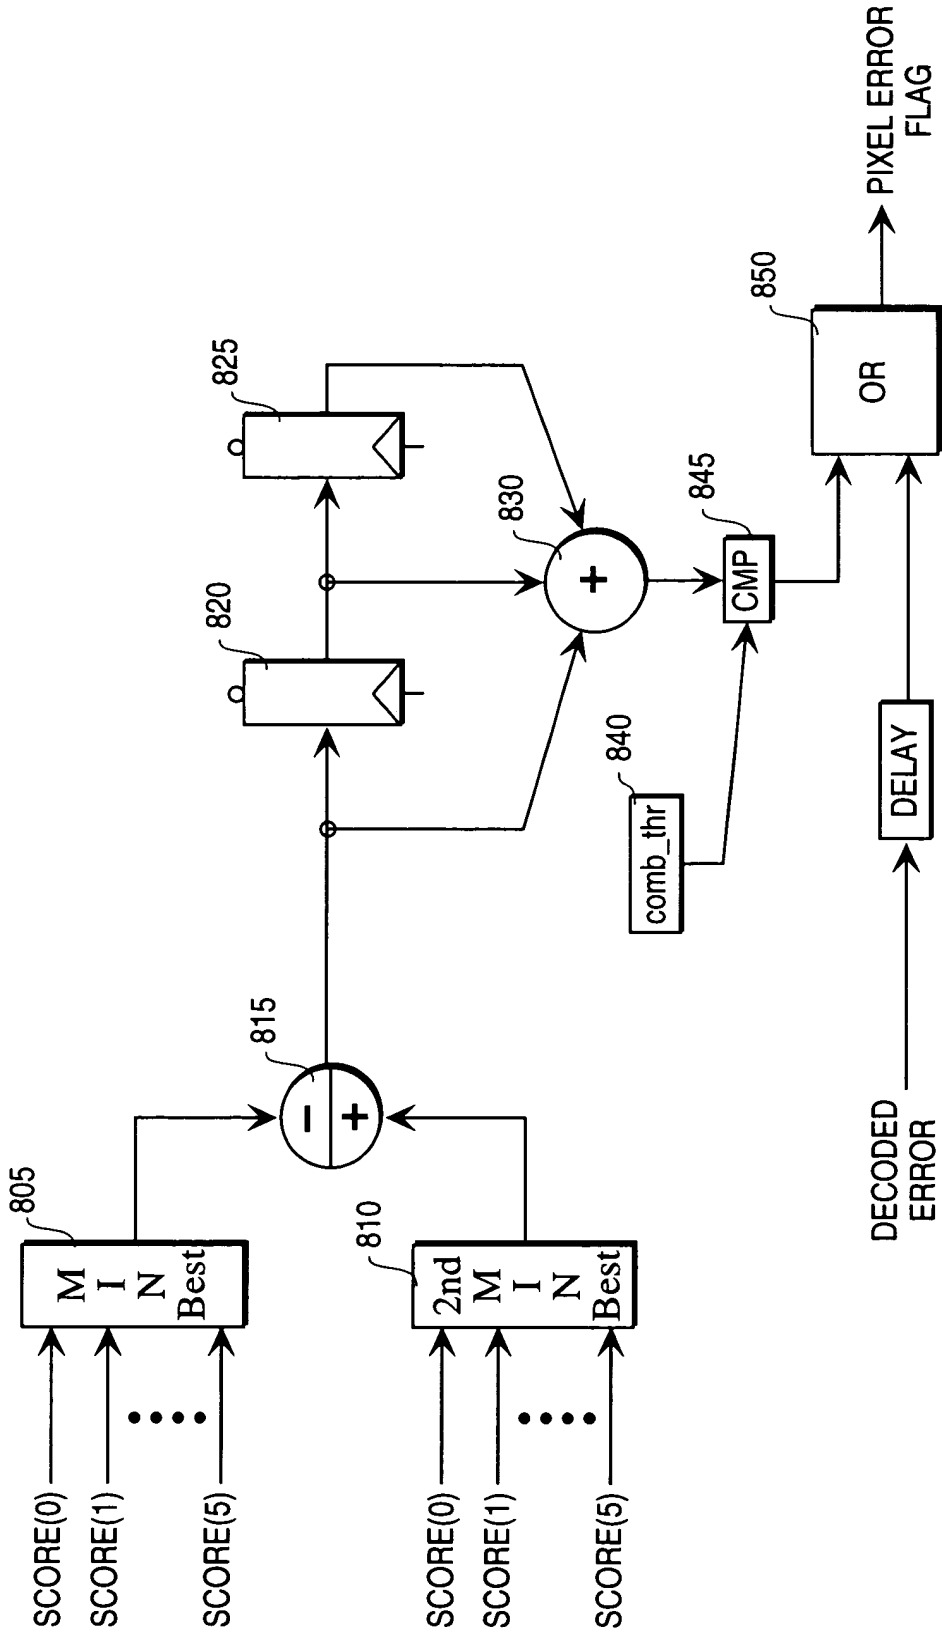 SCORE(0)
SCORE(1)
SCORE(5)
M
I
N
Best
805
SCORE(0)
SCORE(1)
SCORE(5)
2nd
M
I
N
Best
810
−
+
815
820
825
+
830
comb_thr
840
CMP
845
DECODED
ERROR
DELAY
OR
850
PIXEL ERROR
FLAG